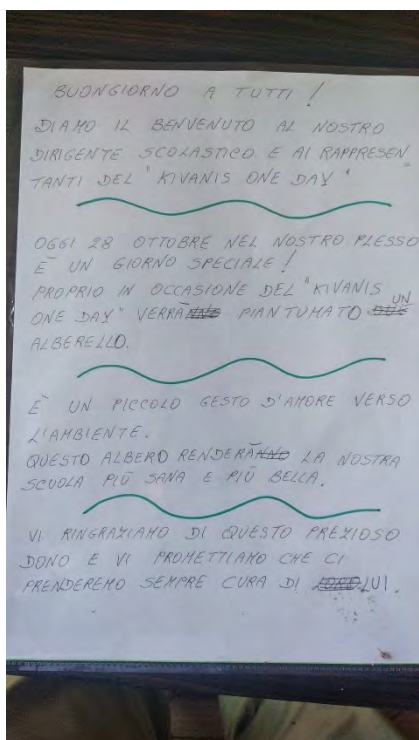 BUONGIORNO A TUTTI!
DIAMO IL BENVENUTO AL NOSTRO
DIRIGENTE SCOLASTICO E AI RAPPRESEN
TANTI DEL "KIVANIS ONE DAY"
OGGI 28 OTTOBRE NEL NOSTRO PLESSO
È UN GIORNO SPECIALE!
PROPRIO IN OCCASIONE DEL "KIVANIS
ONE DAY" VERRÀ PIANTUMATO UN
ALBERELLO.
È UN PICCOLO GESTO D'AMORE VERSO
L'AMBIENTE.
QUESTO ALBERO RENDERÀ LA NOSTRA
SCUOLA PIÙ SANA E PIÙ BELLA.
VI RINGRAZIAMO DI QUESTO PREZIOSO
DONO E VI PROMETTIAMO CHE CI
PRENDEREMO SEMPRE CURA DI LUI.